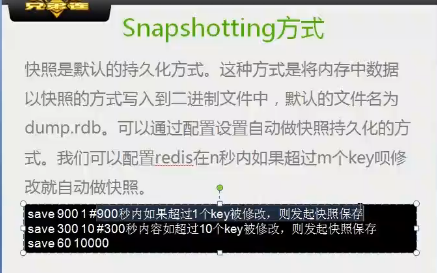 兄弟连
Snapshotting方式
快照是默认的持久化方式。这种方式是将内存中数据
以快照的方式写入到二进制文件中，默认的文件名为
dump.rdb。可以通过配置设置自动做快照持久化的方
式。我们可以配置redis在n秒内如果超过m个key呗修
改就自动做快照。
save 900 1 #900秒内如果超过1个key被修改，则发起快照保存
save 300 10 #300秒内容如超过10个key被修改，则发起快照保存
save 60 10000